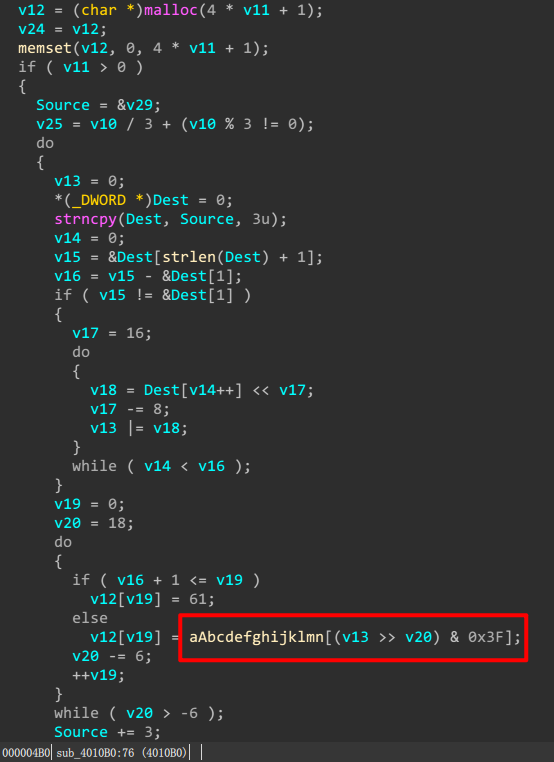 v12 = (char *)malloc(4 * v11 + 1);
v24 = v12;
memset(v12, 0, 4 * v11 + 1);
if ( v11 > 0 )
{
  Source = &v29;
  v25 = v10 / 3 + (v10 % 3 != 0);
  do
  {
    v13 = 0;
    *(_DWORD *)Dest = 0;
    strncpy(Dest, Source, 3u);
    v14 = 0;
    v15 = &Dest[strlen(Dest) + 1];
    v16 = v15 - &Dest[1];
    if ( v15 != &Dest[1] )
    {
      v17 = 16;
      do
      {
        v18 = Dest[v14++] << v17;
        v17 -= 8;
        v13 |= v18;
      }
      while ( v14 < v16 );
    }
    v19 = 0;
    v20 = 18;
    do
    {
      if ( v16 + 1 <= v19 )
        v12[v19] = 61;
      else
        v12[v19] = aAbcdefghijklmn[(v13 >> v20) & 0x3F];
      v20 -= 6;
      ++v19;
    }
    while ( v20 > -6 );
    Source += 3;
000004B0 sub_4010B0:76 (4010B0)